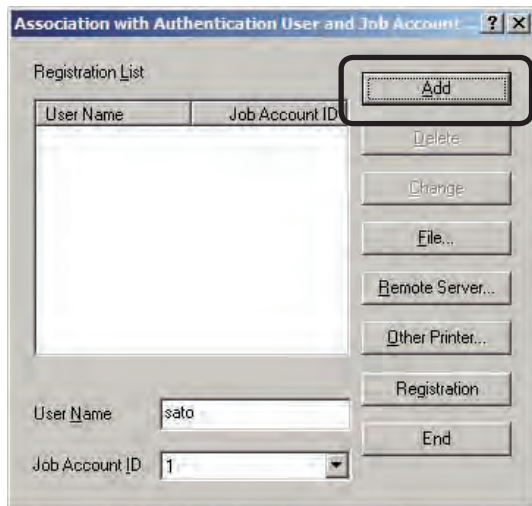 Association with Authentication User and Job Account ...
Registration List
User Name Job Account ID
Add
Delete
Change
File...
Remote Server...
Other Printer...
Registration
End
User Name sato
Job Account ID 1